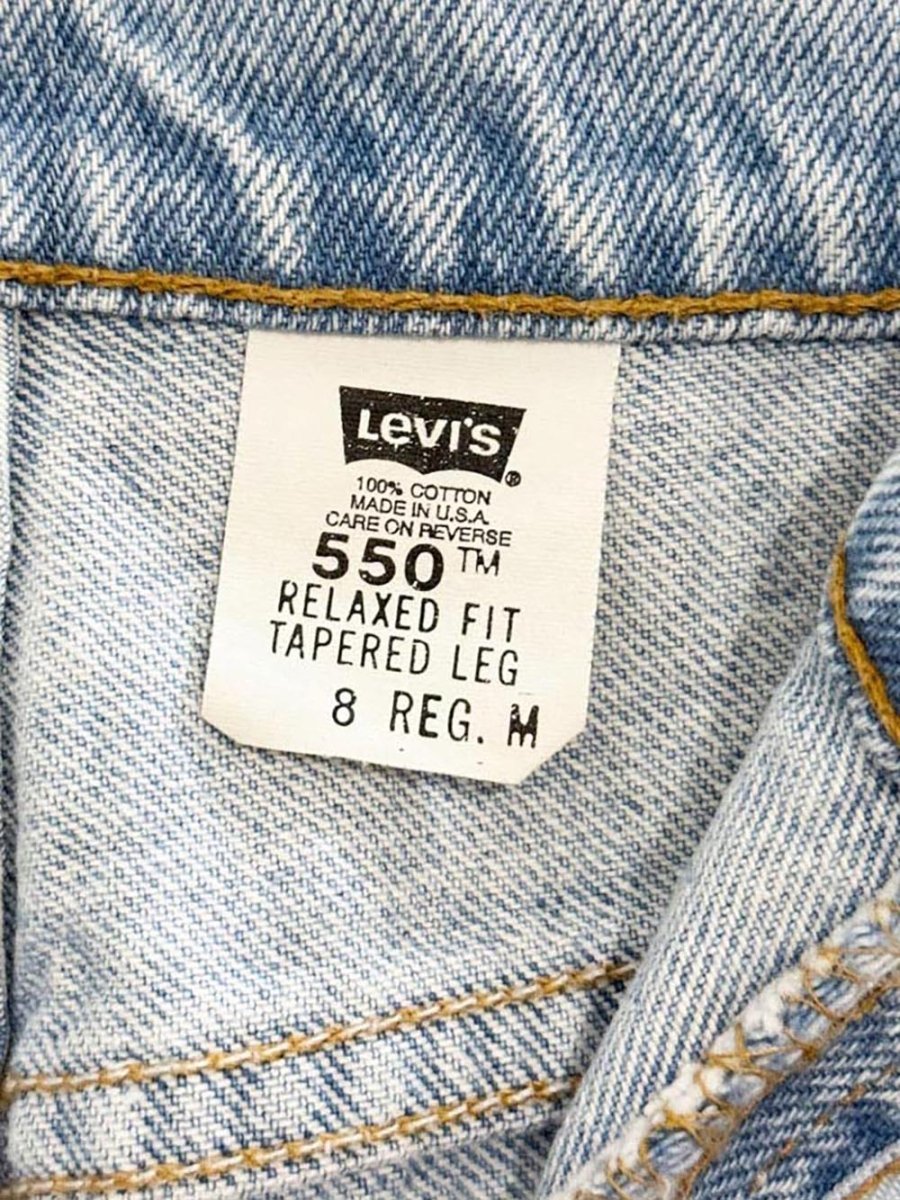 LEVI'S ®
100% COTTON
MADE IN U.S.A.
CARE ON REVERSE
550™
RELAXED FIT
TAPERED LEG
8 REG. M